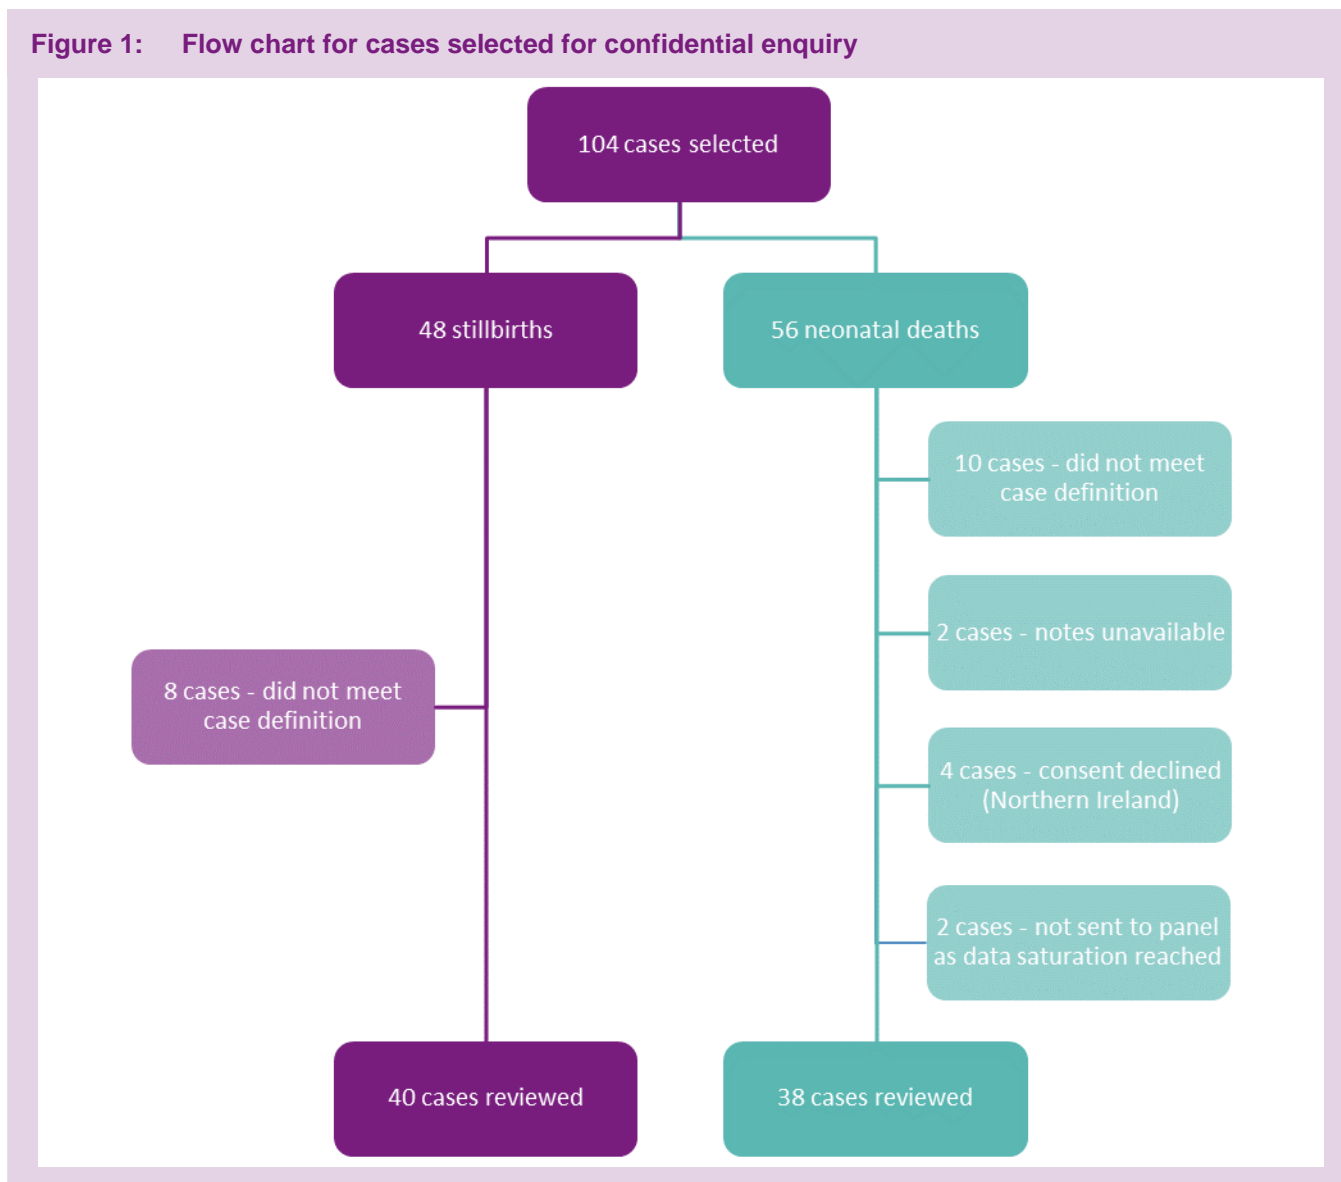 Figure 1: Flow chart for cases selected for confidential enquiry
104 cases selected
48 stillbirths
56 neonatal deaths
10 cases - did not meet
case definition
2 cases - notes unavailable
8 cases - did not meet
case definition
4 cases - consent declined
(Northern Ireland)
2 cases - not sent to panel
as data saturation reached
40 cases reviewed
38 cases reviewed